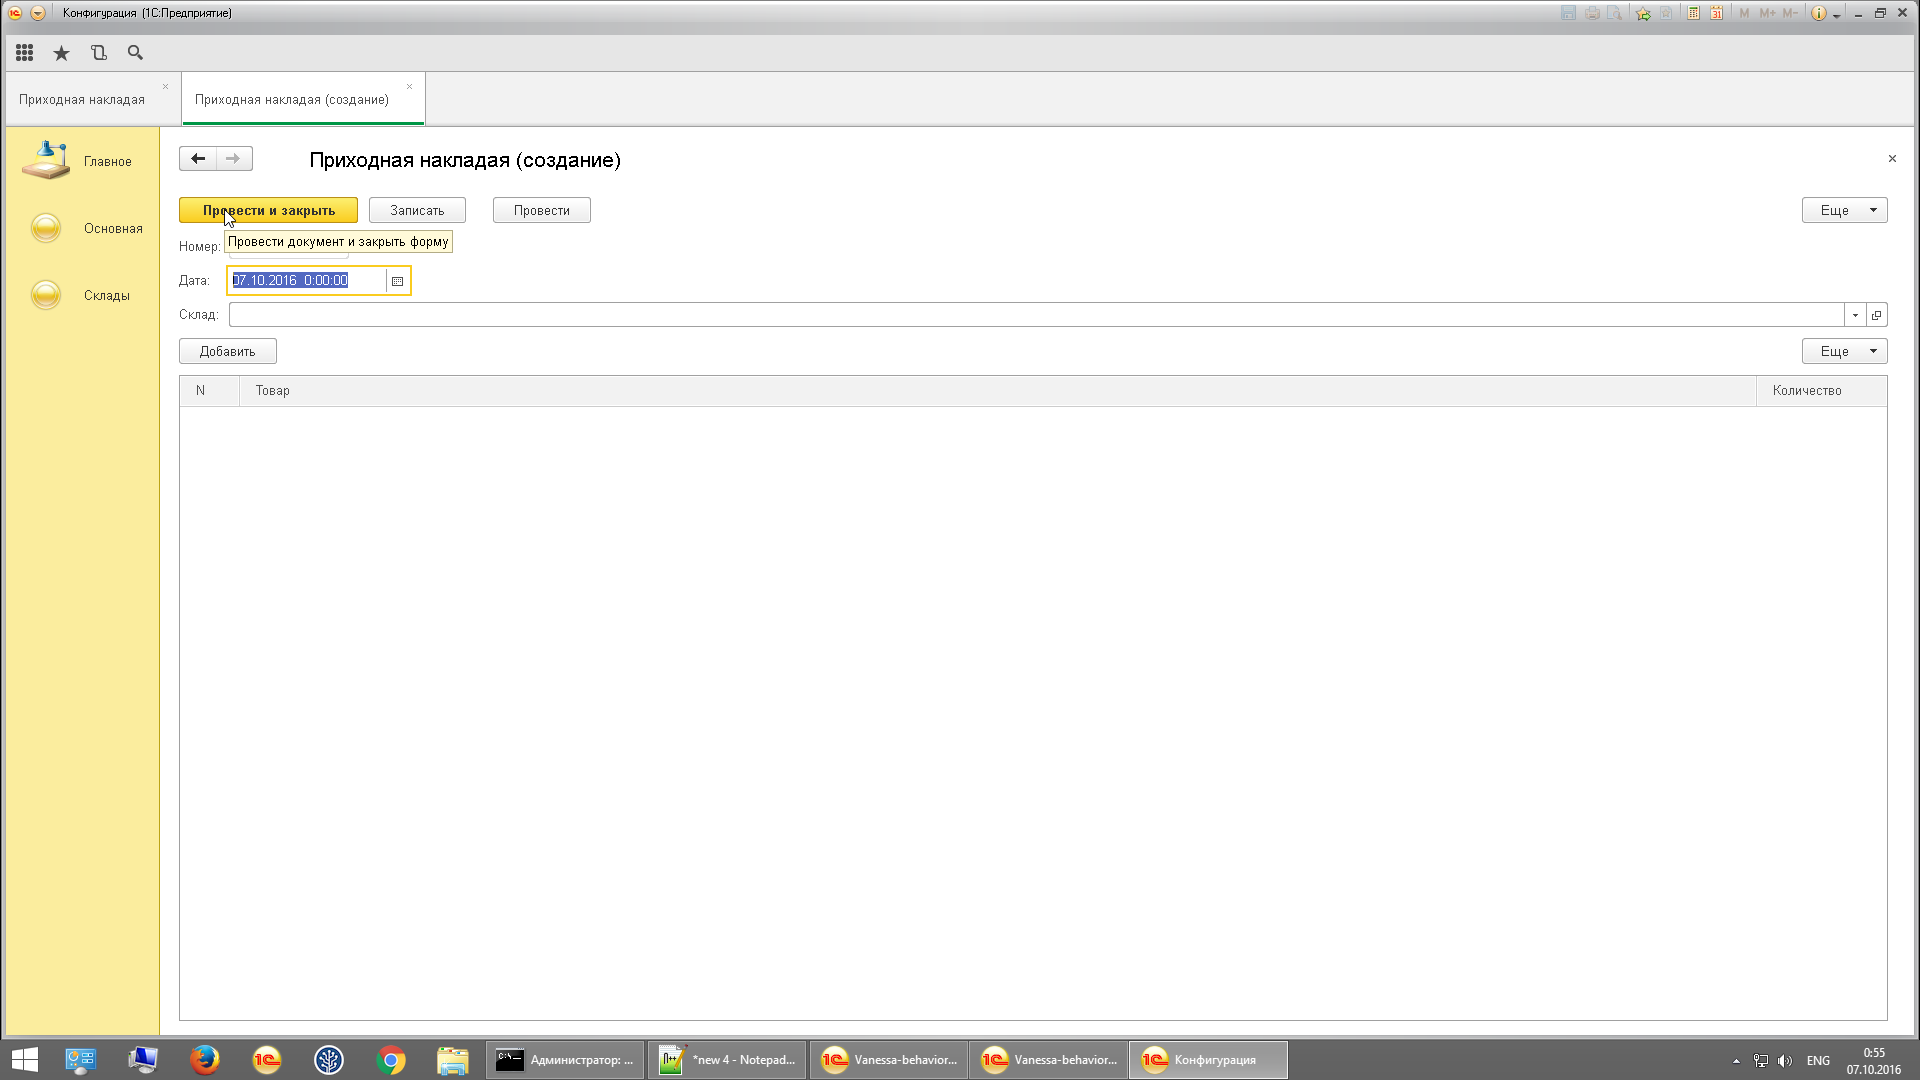 Конфигурация (1С:Предприятие)
31
M M+ M-
Приходная накладая
Приходная накладая (создание)
Главное
Основная
Склады
Приходная накладая (создание)
Провести и закрыть
Записать
Провести
Еще
Номер:
Провести документ и закрыть форму
Дата:
07.10.2016 0:00:00
Склад:
Добавить
Еще
N
Товар
Количество
Администратор: ...
*new 4 - Notepad...
Vanessa-behavior...
Vanessa-behavior...
Конфигурация
ENG
0:55
07.10.2016